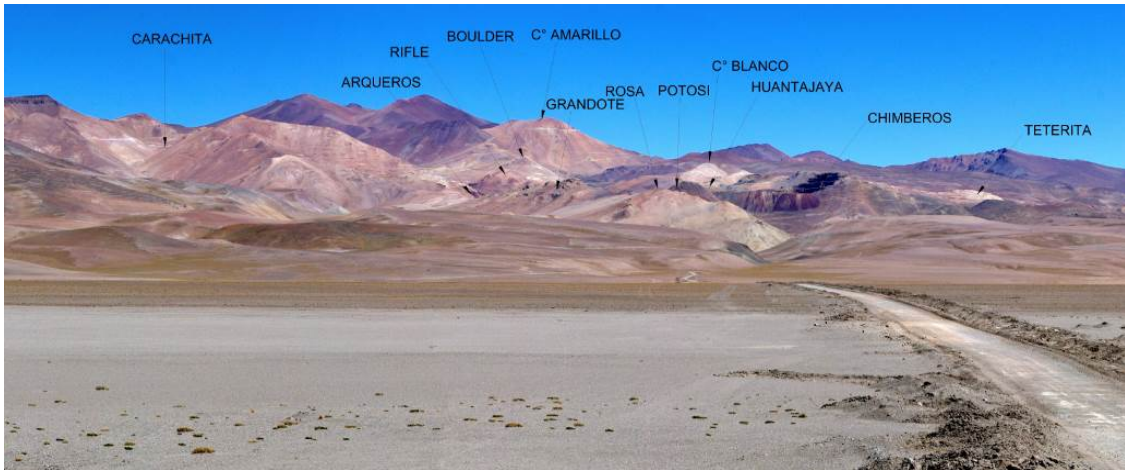 CARACHITA
ARQUEROS
RIFLE
BOULDER
C° AMARILLO
GRANDOTE
ROSA
POTOSI
C° BLANCO
HUANTAJAYA
CHIMBEROS
TETERITA